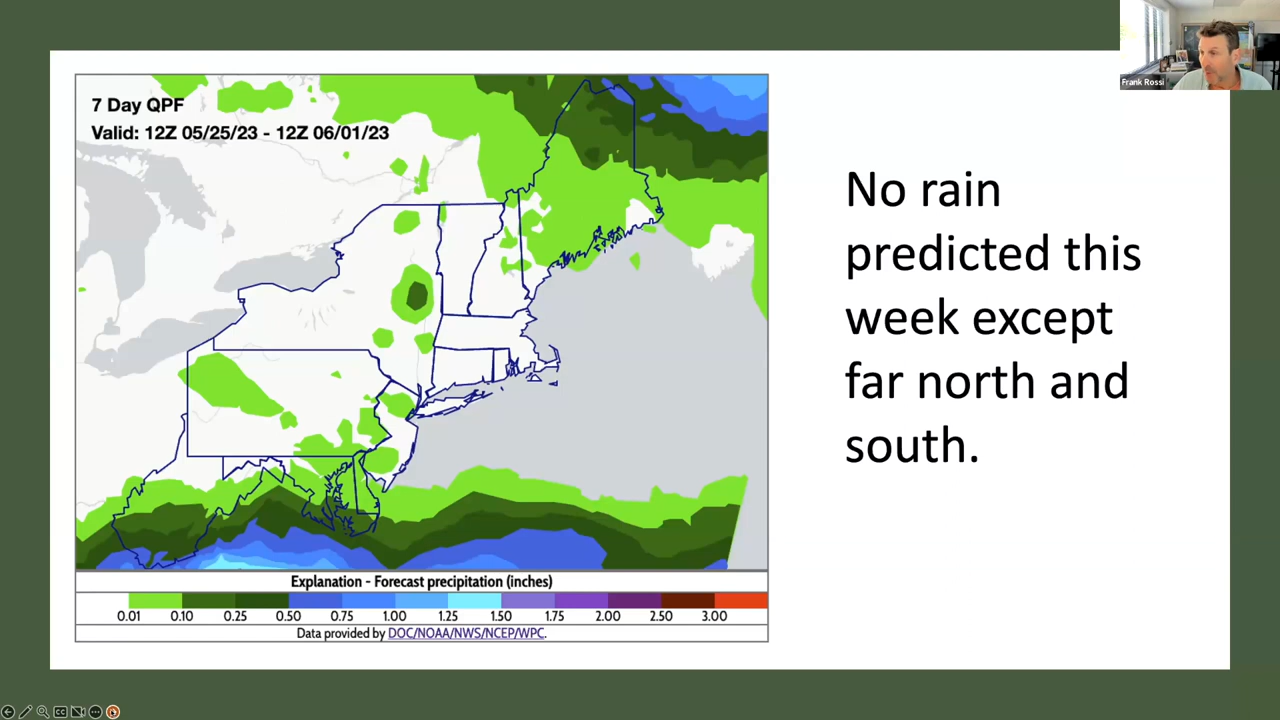 Frank Rossi
7 Day QPF
Valid: 12Z 05/25/23 - 12Z 06/01/23
No rain
predicted this
week except
far north and
south.
Explanation - Forecast precipitation (inches)
0.01 0.10 0.25 0.50 0.75 1.00 1.25 1.50 1.75 2.00 2.50 3.00
Data provided by DOC/NOAA/NWS/NCEP/WPC.
CC